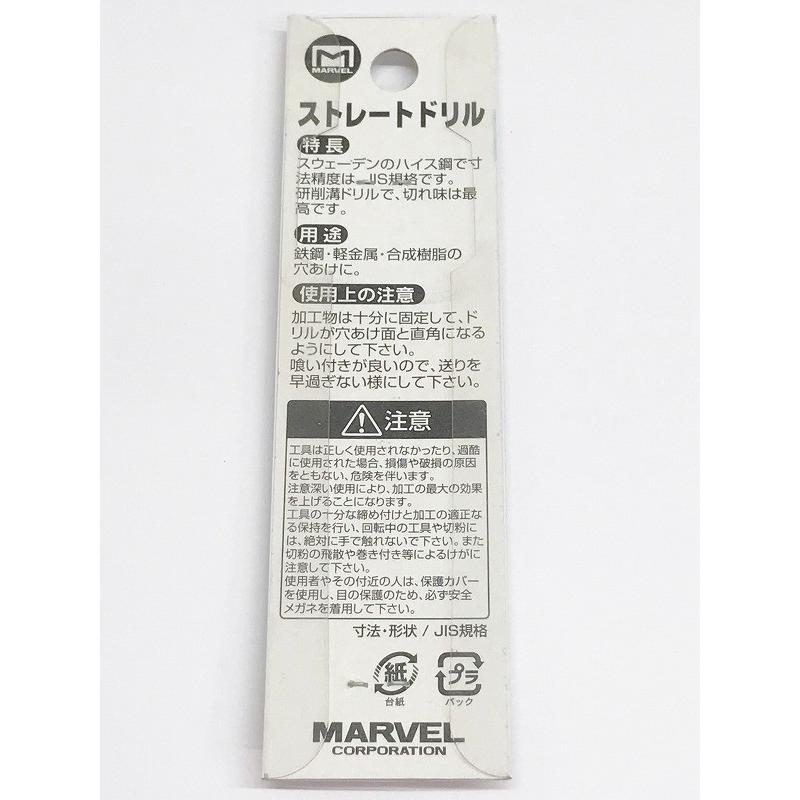 M
MARVEL
ストレートドリル
特長
スウェーデンのハイス鋼で寸
法精度は、JIS規格です。
研削溝ドリルで、切れ味は最
高です。
用途
鉄鋼・軽金属・合成樹脂の
穴あけに。
使用上の注意
加工物は十分に固定して、ド
リルが穴あけ面と直角になる
ようにして下さい。
喰い付きが良いので、送りを
早過ぎない様にして下さい。
注意
工具は正しく使用されなかったり、過酷
に使用された場合、損傷や破損の原因
をともない、危険を伴います。
注意深い使用により、加工の最大の効果
を上げることになります。
工具の十分な締め付けと加工の適正な
る保持を行い、回転中の工具や切粉に
は、絶対に手で触れないで下さい。また
切粉の飛散や巻き付き等によるけがに
注意して下さい。
使用者やその付近の人は、保護カバー
を使用し、目の保護のため、必ず安全
メガネを着用して下さい。
寸法・形状 / JIS規格
紙
台紙
プラ
パック
MARVEL
CORPORATION